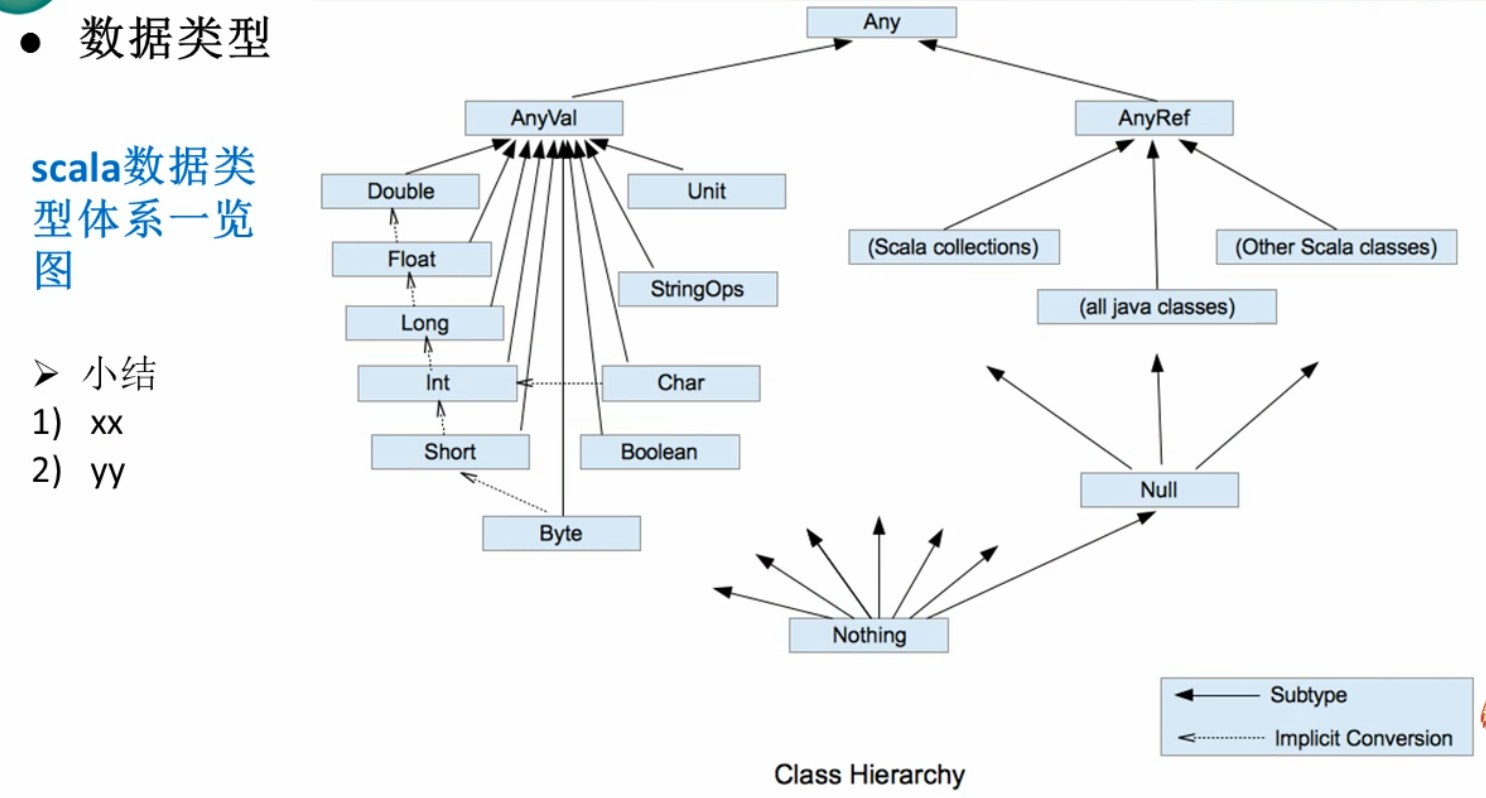 ● 数据类型
scala数据类
型体系一览
图
➢ 小结
1) xx
2) yy
Any
AnyVal
AnyRef
Double
Unit
Float
(Scala collections)
(Other Scala classes)
StringOps
Long
(all java classes)
Int
Char
Short
Boolean
Null
Byte
Nothing
Subtype
Implicit Conversion
Class Hierarchy